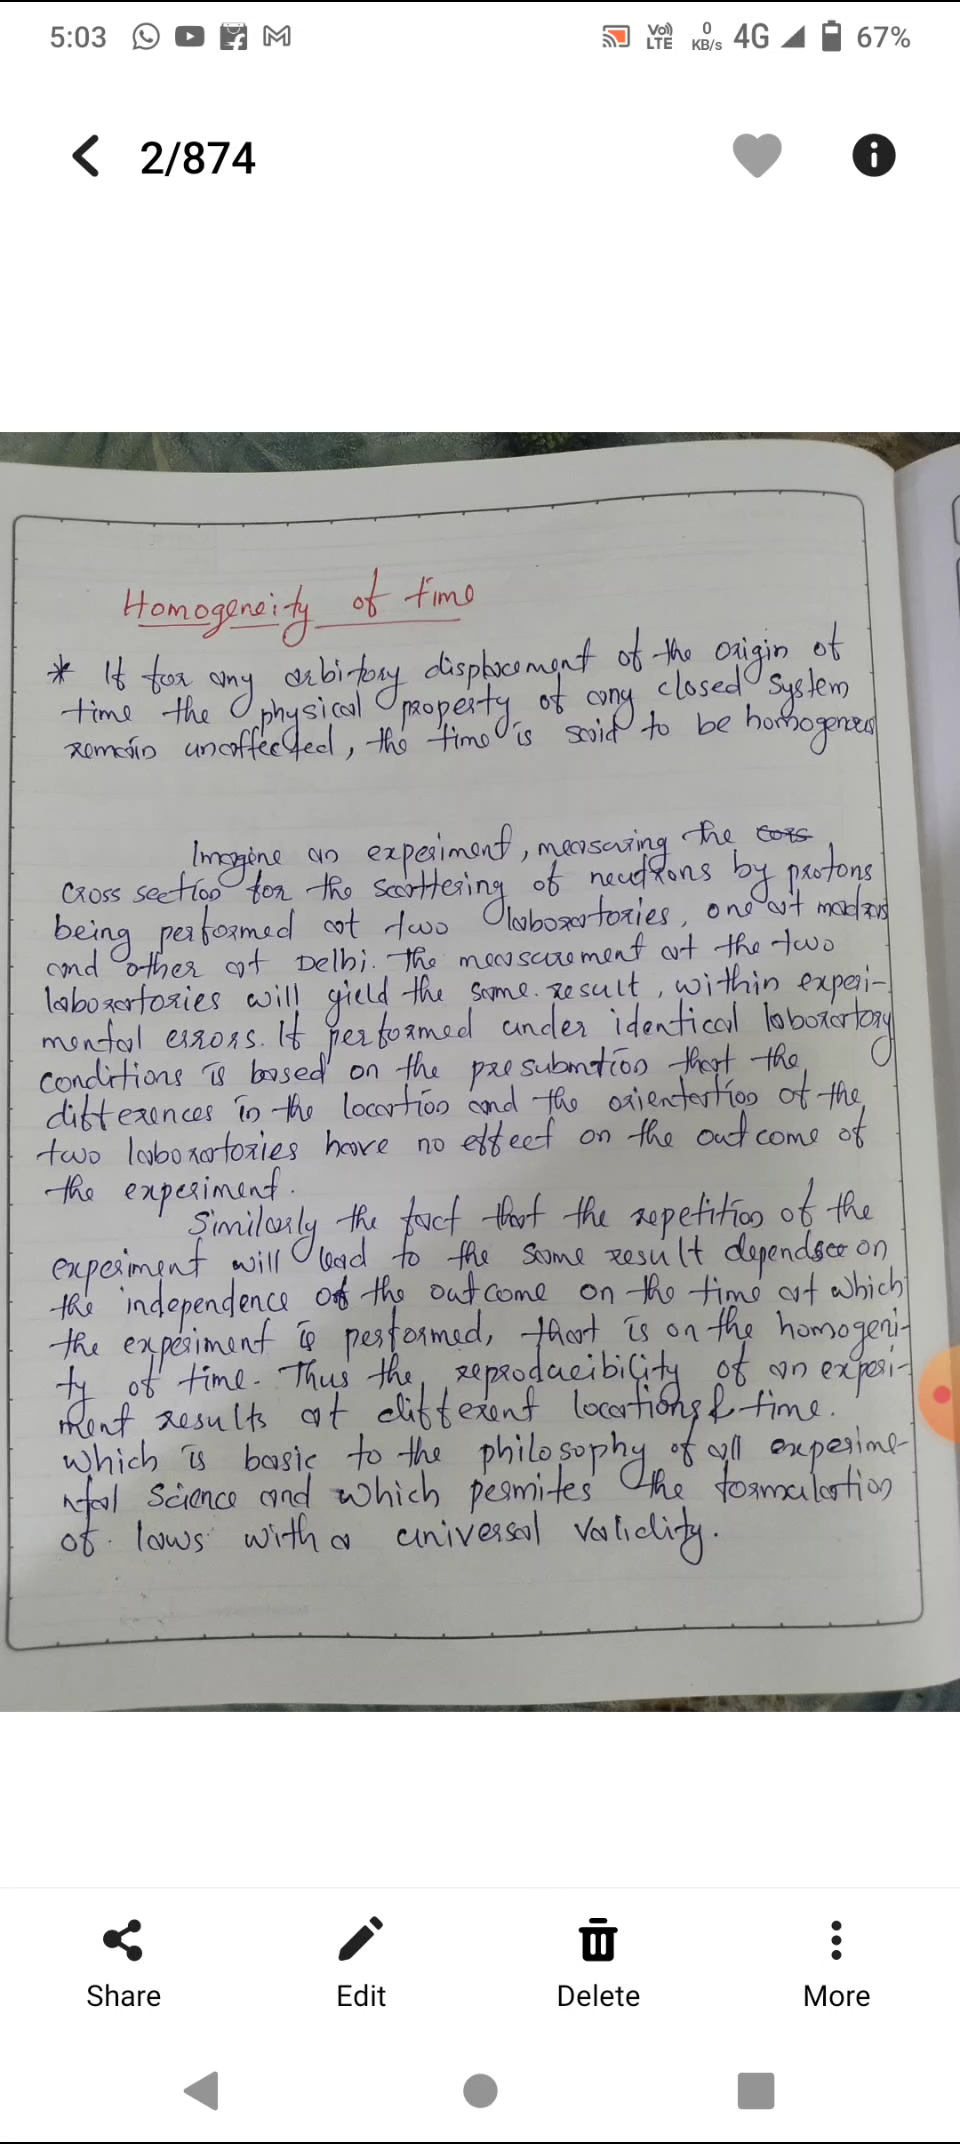 5:03
Vo))
LTE
0
KB/s
4G
67%
2/874
Homogeneity of time
* If for any arbitory displacement of the origin of
time the physical property of any closed system
remain unaffected, the time is said to be homogenous
Imagine an experiment, measuring the
cross section for the scattering of neutrons by protons
being performed at two laboratories, one at madras
and other at Delhi. The measurement at the two
laboratories will yield the same. result, within experi-
mental errors. If performed under identical laboratory
conditions is based on the presubmtion that the
differences in the location and the orientation of the
two laboratories have no effect on the outcome of
the experiment.
Similarly the fact that the repetition of the
experiment will lead to the same result depends on
the independence of the outcome on the time at which
the experiment is performed, that is on the homogeni-
ty of time. Thus the reproducibility of an experi-
ment results at different locations & time.
which is basic to the philosophy of all experime-
ntal Science and which permites the formulation
of laws with a universal validity.
Share
Edit
Delete
More